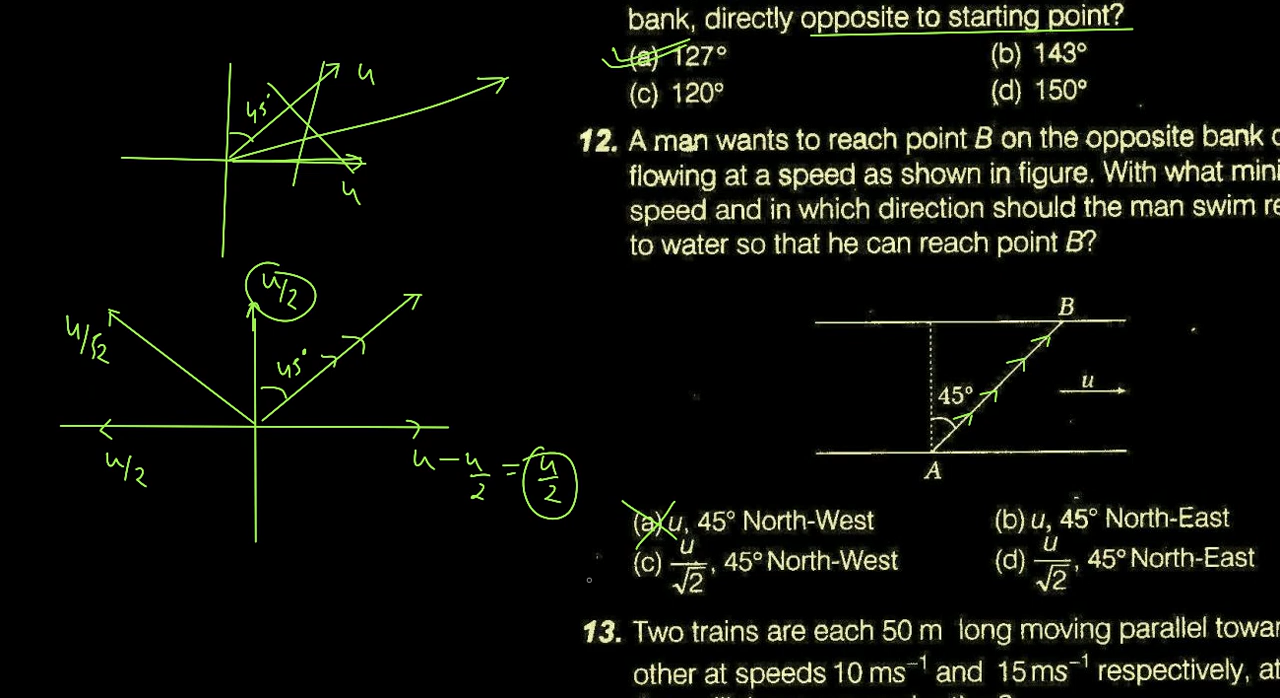 bank, directly opposite to starting point?
(a) 127° (b) 143°
(c) 120° (d) 150°
12. A man wants to reach point B on the opposite bank
flowing at a speed as shown in figure. With what
speed and in which direction should the man swim
to water so that he can reach point B?
B
45°
u
A
(a) u, 45° North-West (b) u, 45° North-East
(c) u/√2, 45° North-West (d) u/√2, 45° North-East
13. Two trains are each 50 m long moving parallel
other at speeds 10 ms⁻¹ and 15 ms⁻¹ respectively,
45° u
u
u/2
u/√2
45°
u/2
u - u/2 = u/2